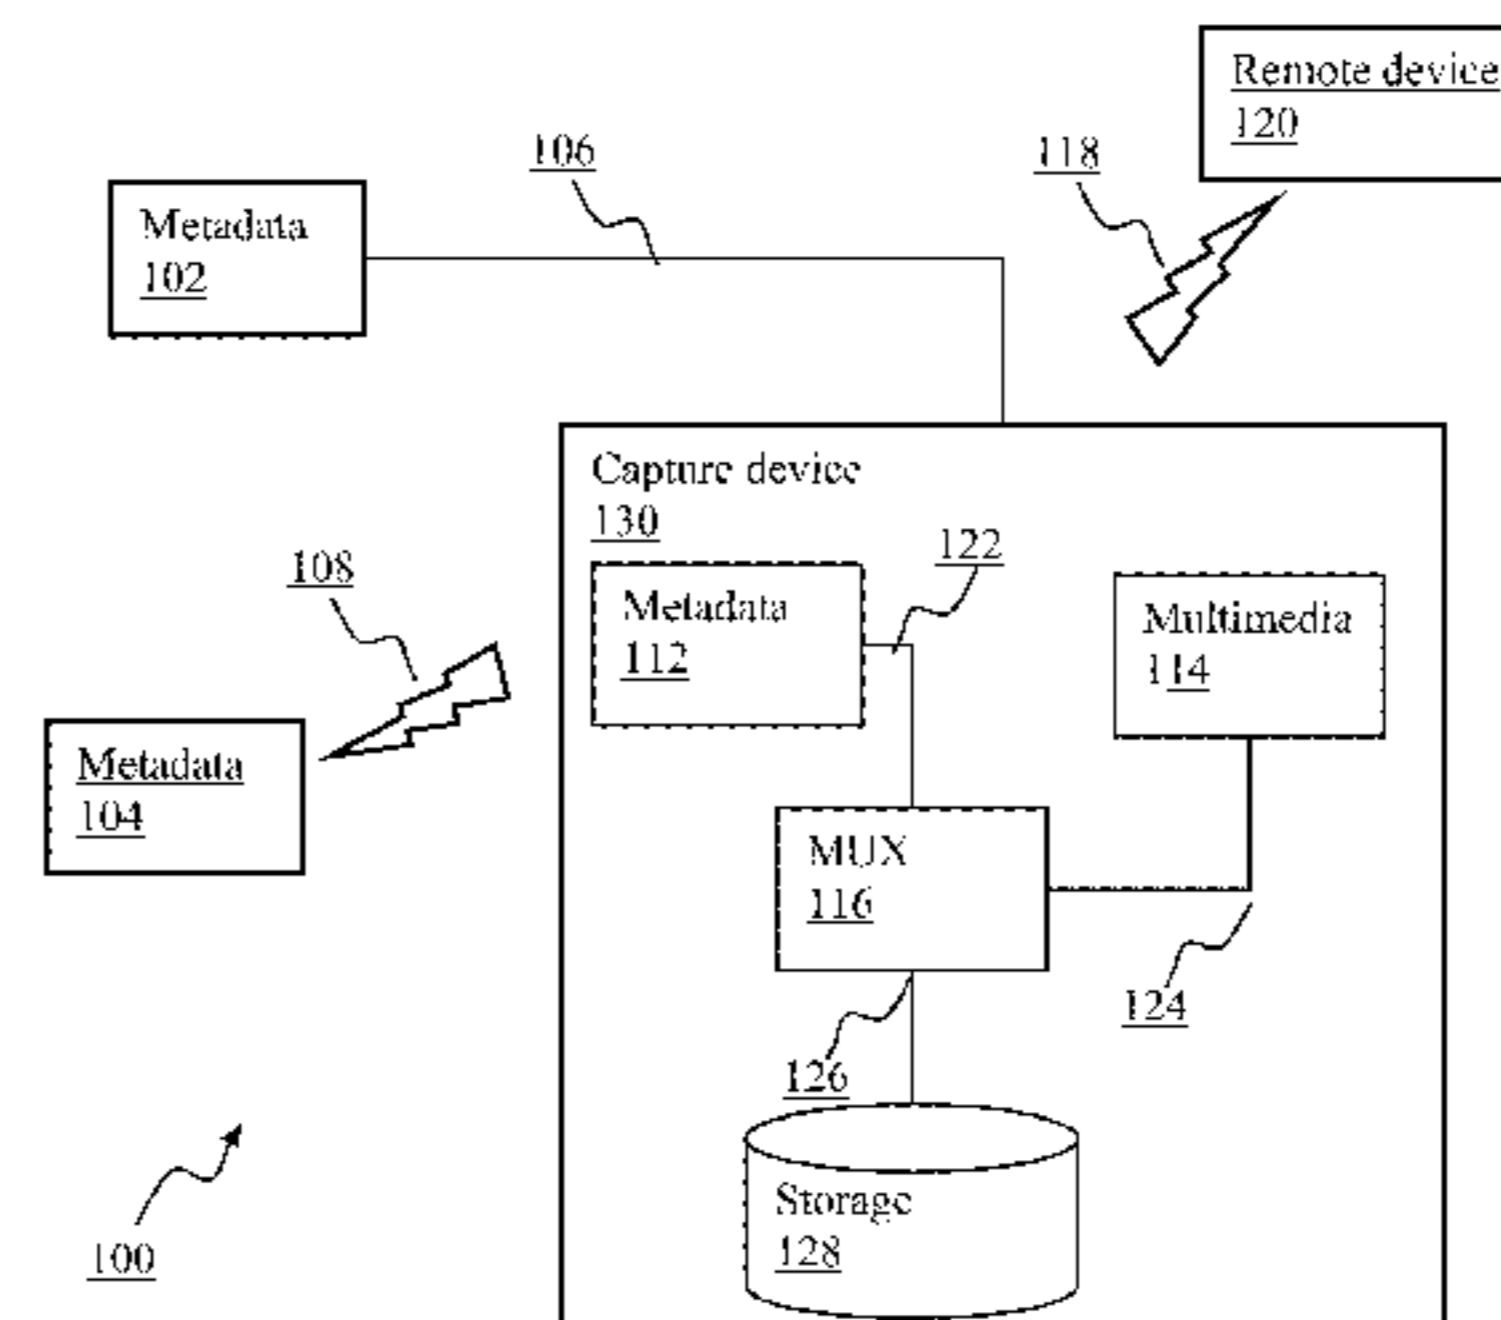 Remote device
120
106
118
Metadata
102
Capture device
130
122
108
Metadata
112
Multimedia
114
Metadata
104
MUX
116
124
126
Storage
128
100